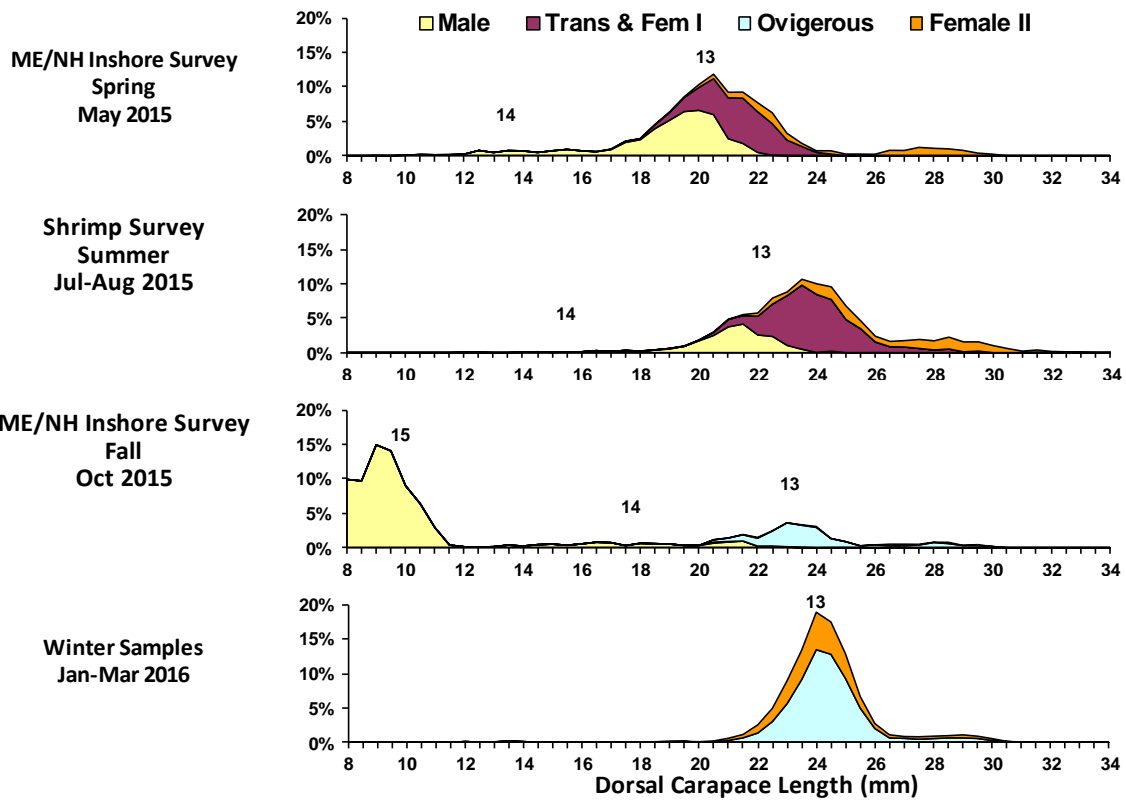 Male Trans & Fem I Ovigerous Female II
ME/NH Inshore Survey
Spring
May 2015
20%
15%
10%
5%
0%
13
14
8 10 12 14 16 18 20 22 24 26 28 30 32 34
Shrimp Survey
Summer
Jul-Aug 2015
20%
15%
10%
5%
0%
13
14
8 10 12 14 16 18 20 22 24 26 28 30 32 34
ME/NH Inshore Survey
Fall
Oct 2015
20%
15%
10%
5%
0%
15
13
14
8 10 12 14 16 18 20 22 24 26 28 30 32 34
Winter Samples
Jan-Mar 2016
20%
15%
10%
5%
0%
13
8 10 12 14 16 18 20 22 24 26 28 30 32 34
Dorsal Carapace Length (mm)